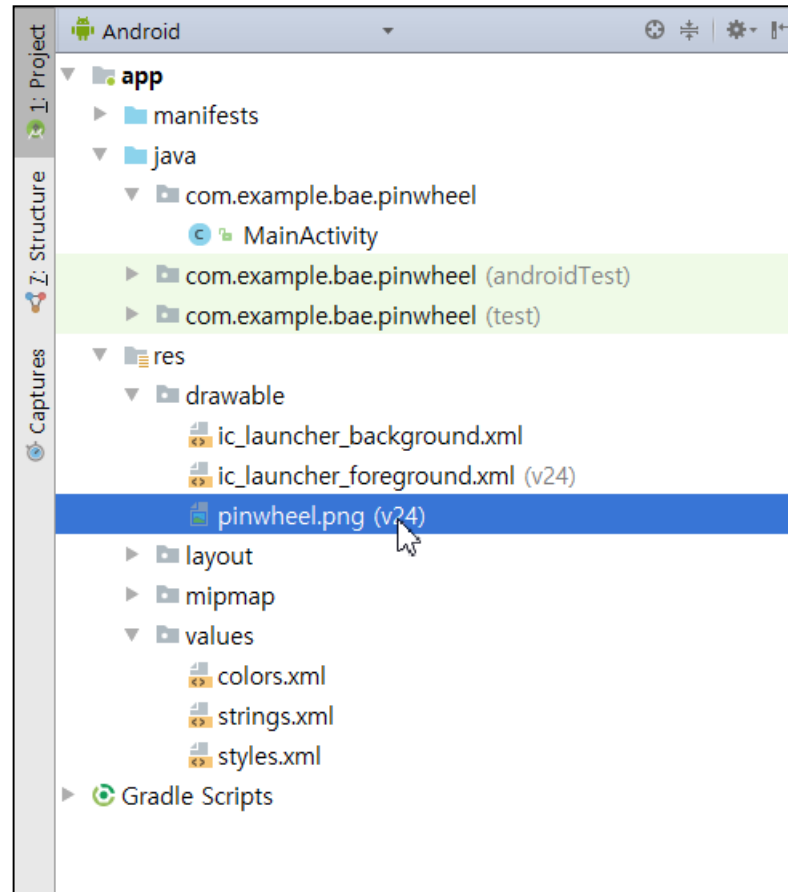 1: Project
Z: Structure
Captures
Android
app
manifests
java
com.example.bae.pinwheel
C MainActivity
com.example.bae.pinwheel (androidTest)
com.example.bae.pinwheel (test)
res
drawable
ic_launcher_background.xml
ic_launcher_foreground.xml (v24)
pinwheel.png (v24)
layout
mipmap
values
colors.xml
strings.xml
styles.xml
Gradle Scripts